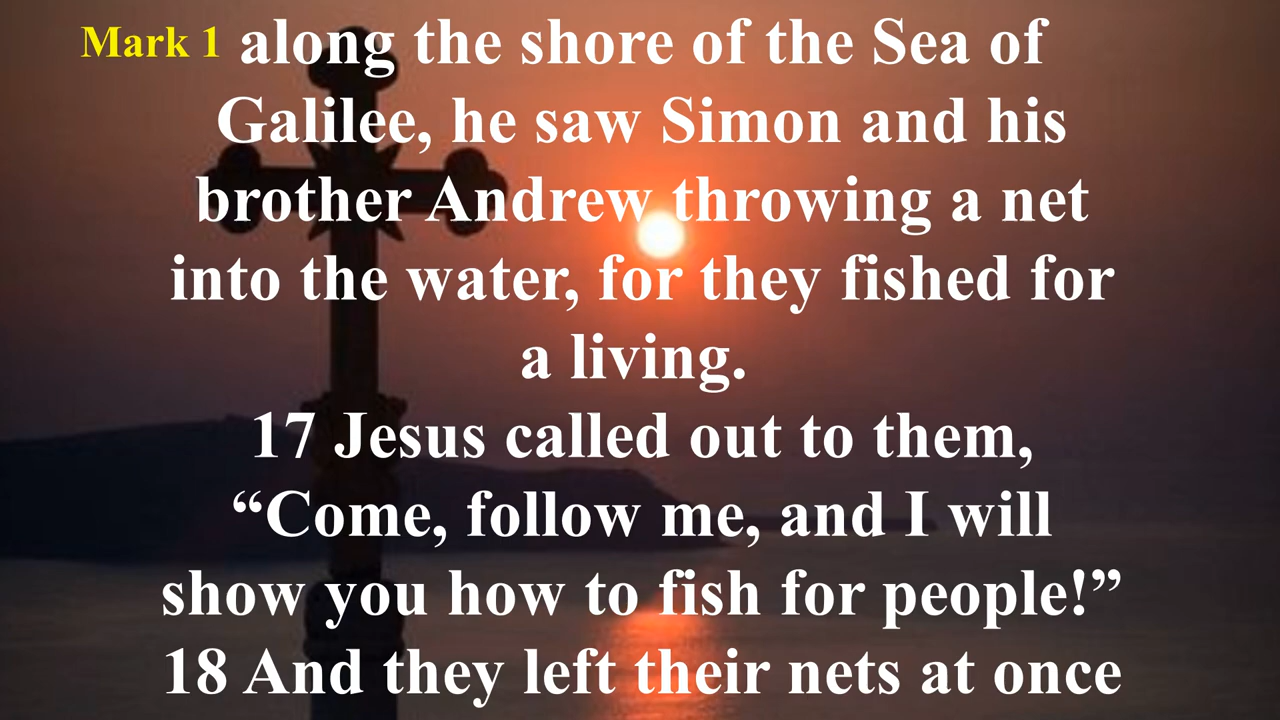 Mark 1 along the shore of the Sea of
Galilee, he saw Simon and his
brother Andrew throwing a net
into the water, for they fished for
a living.
17 Jesus called out to them,
“Come, follow me, and I will
show you how to fish for people!”
18 And they left their nets at once